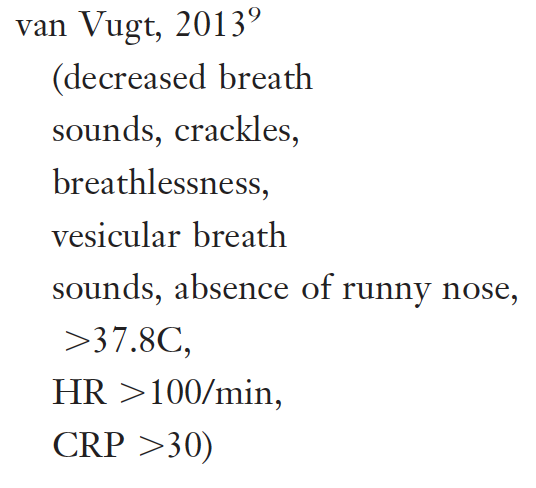 van Vugt, 2013⁹
(decreased breath
sounds, crackles,
breathlessness,
vesicular breath
sounds, absence of runny nose,
>37.8C,
HR >100/min,
CRP >30)